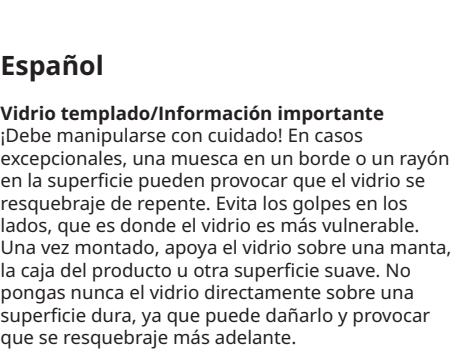 Español
Vidrio templado/Información importante
¡Debe manipularse con cuidado! En casos
excepcionales, una muesca en un borde o un rayón
en la superficie pueden provocar que el vidrio se
resquebraje de repente. Evita los golpes en los
lados, que es donde el vidrio es más vulnerable.
Una vez montado, apoya el vidrio sobre una manta,
la caja del producto u otra superficie suave. No
pongas nunca el vidrio directamente sobre una
superficie dura, ya que puede dañarlo y provocar
que se resquebraje más adelante.